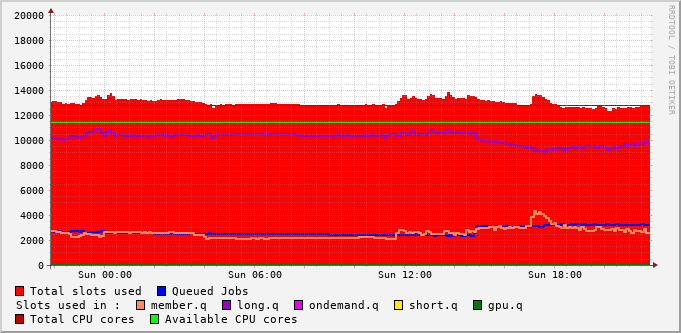 20000
18000
16000
14000
12000
10000
8000
6000
4000
2000
0
Sun 00:00 Sun 06:00 Sun 12:00 Sun 18:00
RRDTOOL / TOBI OETIKER
Total slots used Queued Jobs
Slots used in : member.q long.q ondemand.q short.q gpu.q
Total CPU cores Available CPU cores